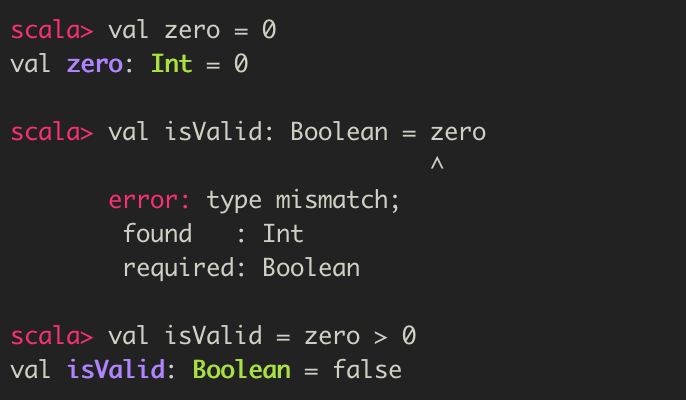 scala> val zero = 0
val zero: Int = 0
scala> val isValid: Boolean = zero
^
error: type mismatch;
found   : Int
required: Boolean
scala> val isValid = zero > 0
val isValid: Boolean = false